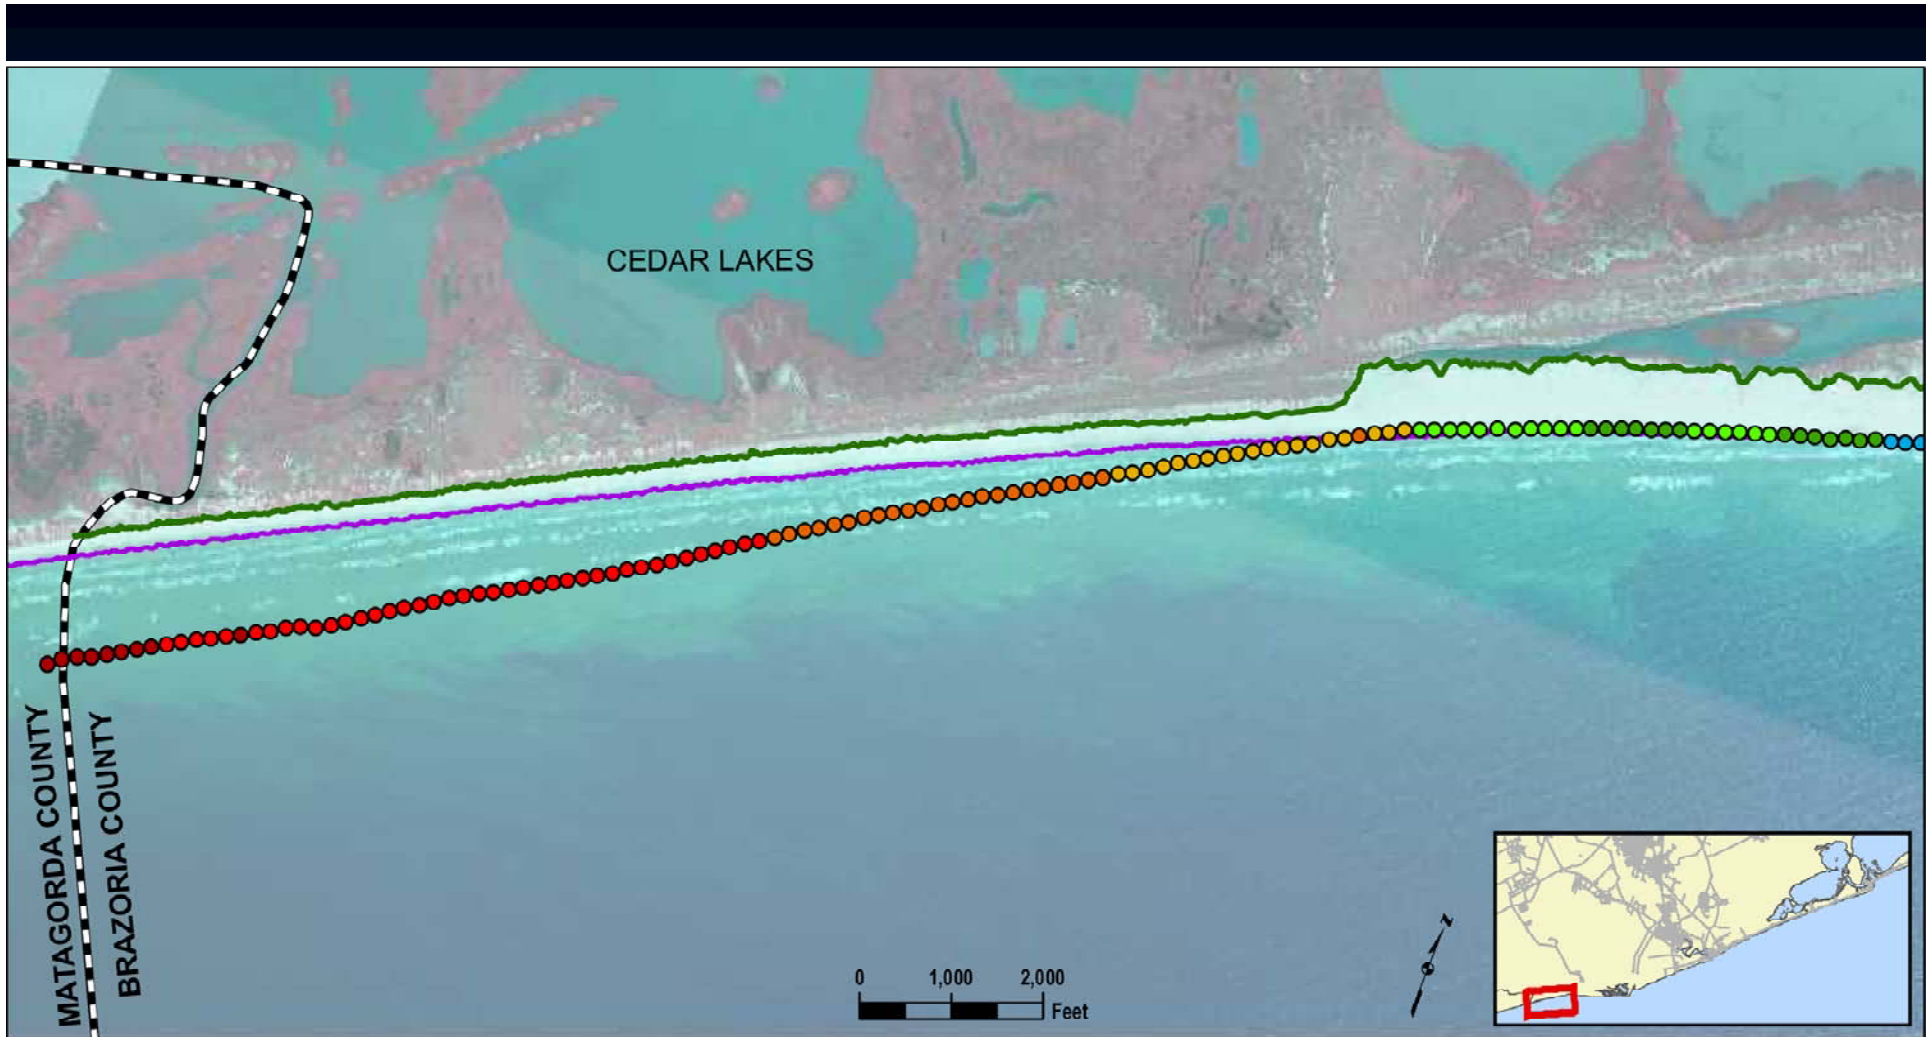 CEDAR LAKES
MATAGORDA COUNTY
BRAZORIA COUNTY
0 1,000 2,000
Feet
N